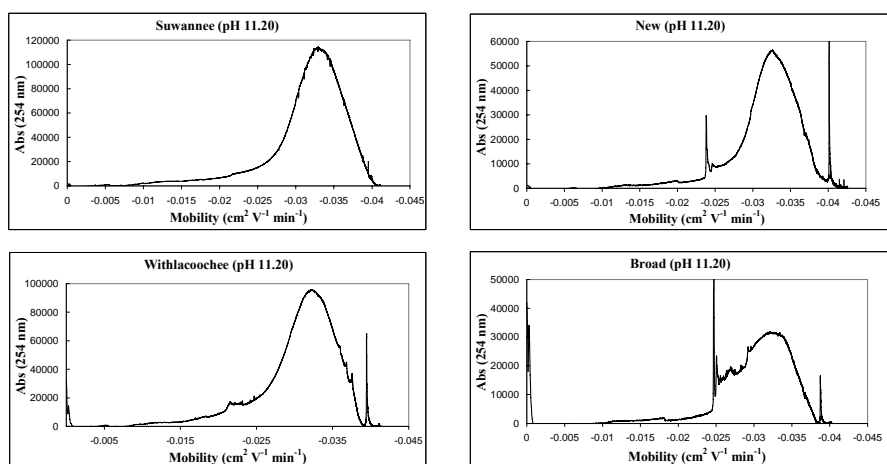 Suwannee (pH 11.20)
Abs (254 nm)
120000
100000
80000
60000
40000
20000
0
0 -0.005 -0.01 -0.015 -0.02 -0.025 -0.03 -0.035 -0.04 -0.045
Mobility (cm² V⁻¹ min⁻¹)
New (pH 11.20)
Abs (254 nm)
60000
50000
40000
30000
20000
10000
0
0 -0.005 -0.01 -0.015 -0.02 -0.025 -0.03 -0.035 -0.04 -0.045
Mobility (cm² V⁻¹ min⁻¹)
Withlacoochee (pH 11.20)
Abs (254 nm)
100000
80000
60000
40000
20000
0
-0.005 -0.015 -0.025 -0.035 -0.045
Mobility (cm² V⁻¹ min⁻¹)
Broad (pH 11.20)
Abs (254 nm)
50000
40000
30000
20000
10000
0
0 -0.005 -0.01 -0.015 -0.02 -0.025 -0.03 -0.035 -0.04 -0.045
Mobility (cm² V⁻¹ min⁻¹)